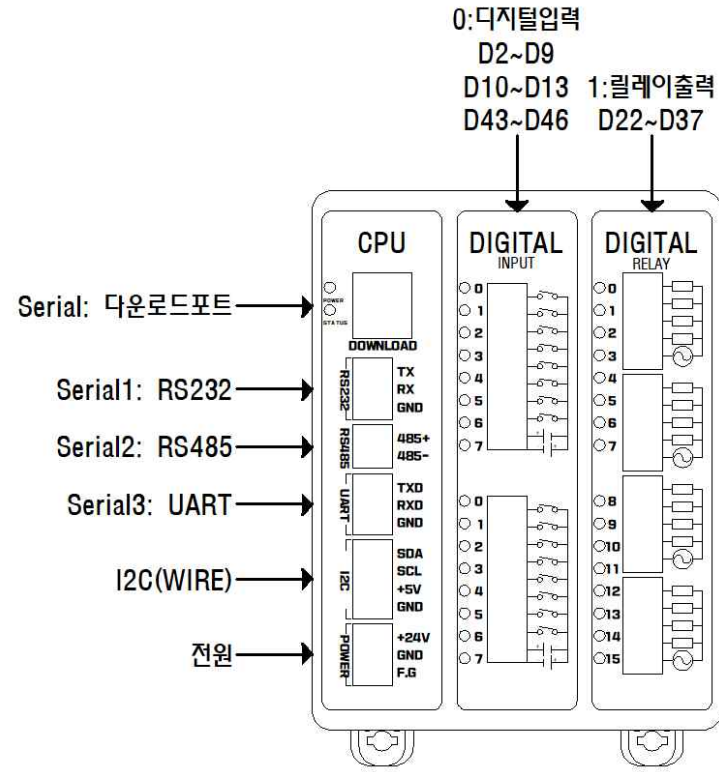 0:디지털입력
D2~D9
D10~D13
D43~D46
1:릴레이출력
D22~D37
CPU
POWER
STATUS
DOWNLOAD
RS232
TX
RX
GND
RS485
485+
485-
UART
TXD
RXD
GND
I2C
SDA
SCL
+5V
GND
POWER
+24V
GND
F.G
Serial: 다운로드포트
Serial1: RS232
Serial2: RS485
Serial3: UART
I2C(WIRE)
전원
DIGITAL
INPUT
0
1
2
3
4
5
6
7
0
1
2
3
4
5
6
7
DIGITAL
RELAY
0
1
2
3
4
5
6
7
8
9
10
11
12
13
14
15